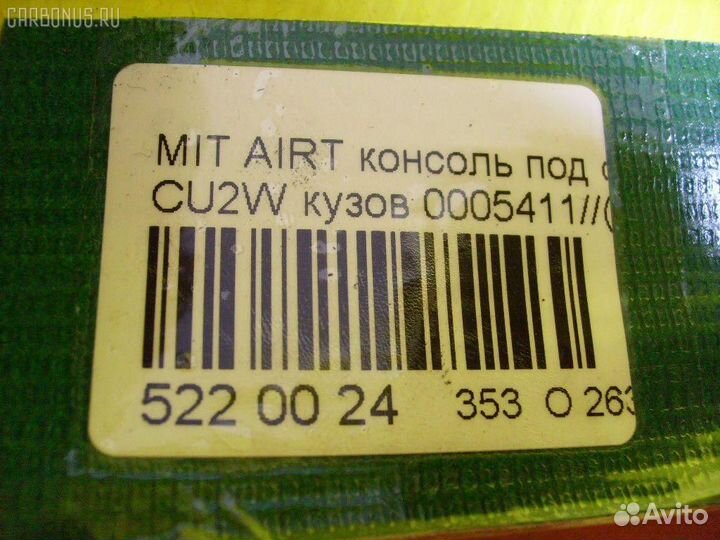 CARBONUS.RU
MIT AIRT консоль под
CU2W кузов 0005411//(
522 00 24 353 O 263
Avito